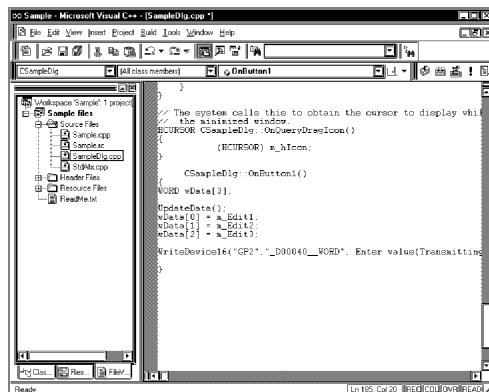 Sample - Microsoft Visual C++ - [SampleDlg.cpp *]
File Edit View Insert Project Build Tools Window Help
CSampleDlg
(All class members)
OnButton1
Workspace 'Sample': 1 project
Sample files
Source Files
Sample.cpp
Sample.rc
SampleDlg.cpp
StdAfx.cpp
Header Files
Resource Files
ReadMe.txt
}
}
// The system calls this to obtain the cursor to display whil
// the minimized window.
HCURSOR CSampleDlg::OnQueryDragIcon()
{
(HCURSOR) m_hIcon;
}
CSampleDlg::OnButton1()
{
WORD wData[3];
UpdateData();
wData[0] = m_Edit1;
wData[1] = m_Edit2;
wData[2] = m_Edit3;
WriteDevice16("GP2"."_D00040__WORD". Enter value(Transmitting
}
Clas...
Res...
FileV...
Ready
Ln 185, Col 20 REC COL OVR READ